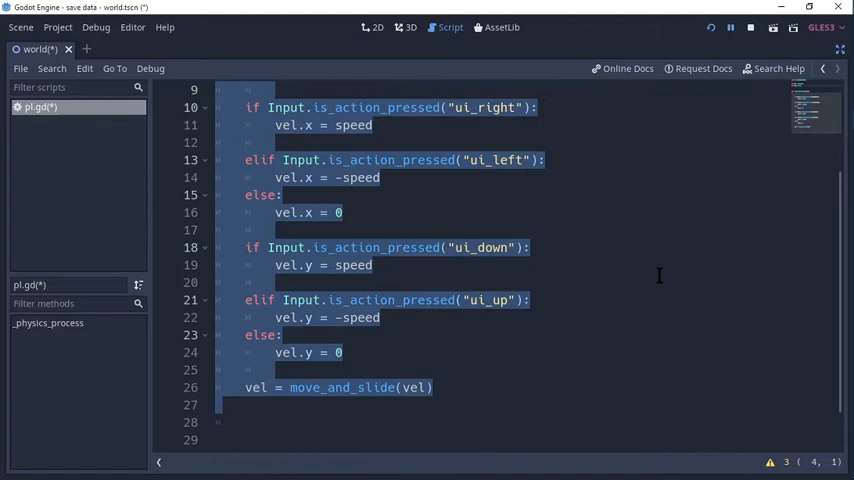 Godot Engine - save data - world.tscn (*)
Scene Project Debug Editor Help 2D 3D Script AssetLib GLES3
world(*)
File Search Edit Go To Debug Online Docs Request Docs Search Help
Filter scripts
pl.gd(*)
pl.gd(*)
Filter methods
_physics_process
9
10 if Input.is_action_pressed("ui_right"):
11 vel.x = speed
12
13 elif Input.is_action_pressed("ui_left"):
14 vel.x = -speed
15 else:
16 vel.x = 0
17
18 if Input.is_action_pressed("ui_down"):
19 vel.y = speed
20
21 elif Input.is_action_pressed("ui_up"):
22 vel.y = -speed
23 else:
24 vel.y = 0
25
26 vel = move_and_slide(vel)
27
28
29
3 ( 4, 1)